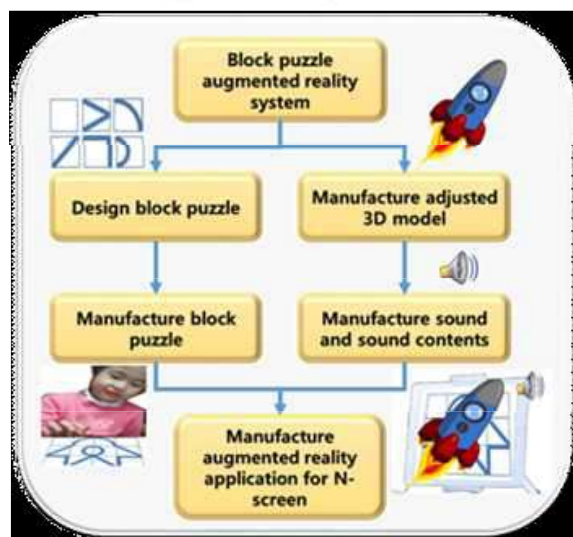 Block puzzle
augmented reality
system
Design block puzzle
Manufacture adjusted
3D model
Manufacture block
puzzle
Manufacture sound
and sound contents
Manufacture
augmented reality
application for N-
screen